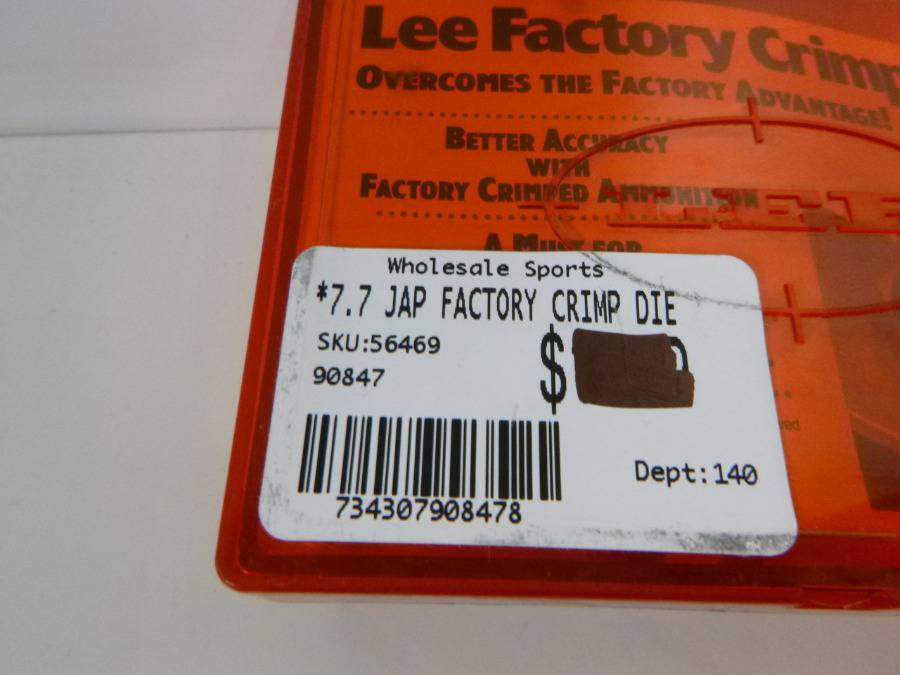 Lee Factory Crimp
OVERCOMES THE FACTORY ADVANTAGE!
BETTER ACCURACY
WITH
FACTORY CRIMPED AMMUNITION
LEE
A MUST FOR
Wholesale Sports
*7.7 JAP FACTORY CRIMP DIE
SKU:56469
$
90847
Dept:140
734307908478